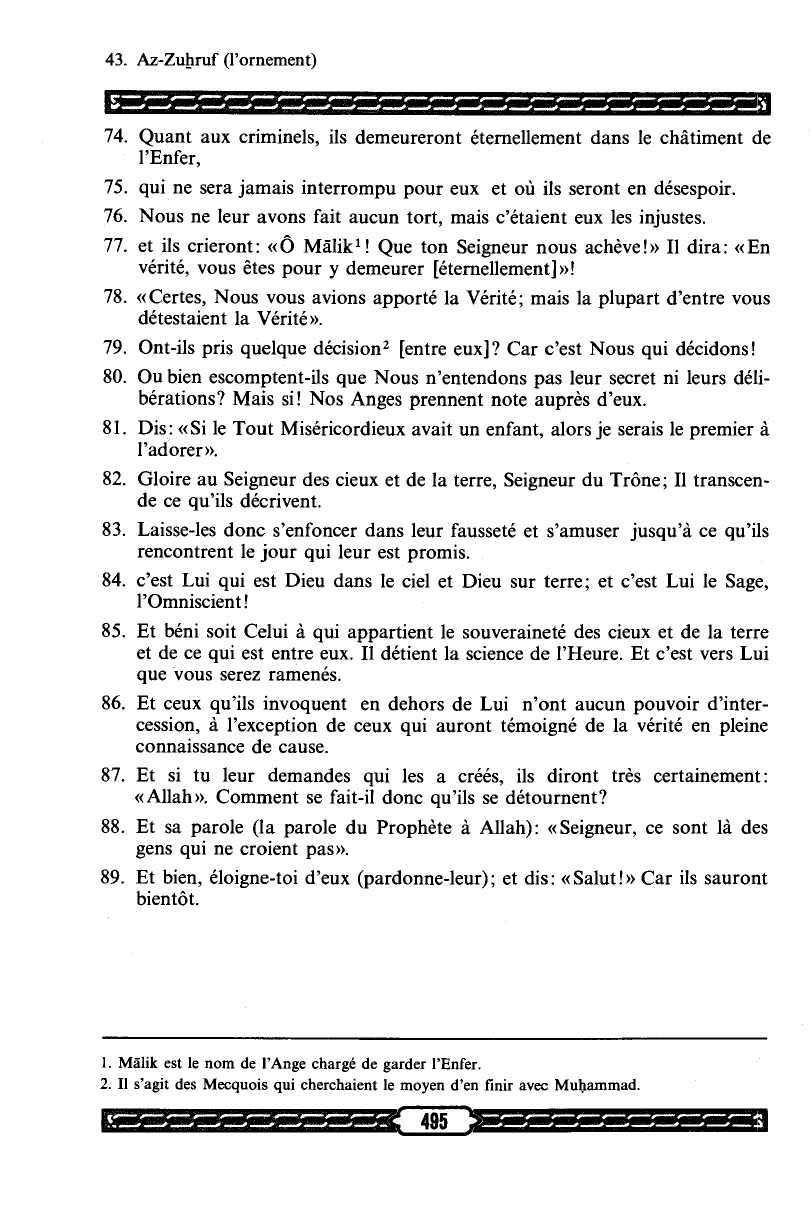 43. Az-Zuẖruf (l'ornement)
74. Quant aux criminels, ils demeureront éternellement dans le châtiment de
l'Enfer,
75. qui ne sera jamais interrompu pour eux et où ils seront en désespoir.
76. Nous ne leur avons fait aucun tort, mais c'étaient eux les injustes.
77. et ils crieront: «Ô Mālik¹! Que ton Seigneur nous achève!» Il dira: «En
vérité, vous êtes pour y demeurer [éternellement]»!
78. «Certes, Nous vous avions apporté la Vérité; mais la plupart d'entre vous
détestaient la Vérité».
79. Ont-ils pris quelque décision² [entre eux]? Car c'est Nous qui décidons!
80. Ou bien escomptent-ils que Nous n'entendons pas leur secret ni leurs déli-
bérations? Mais si! Nos Anges prennent note auprès d'eux.
81. Dis: «Si le Tout Miséricordieux avait un enfant, alors je serais le premier à
l'adorer».
82. Gloire au Seigneur des cieux et de la terre, Seigneur du Trône; Il transcen-
de ce qu'ils décrivent.
83. Laisse-les donc s'enfoncer dans leur fausseté et s'amuser jusqu'à ce qu'ils
rencontrent le jour qui leur est promis.
84. c'est Lui qui est Dieu dans le ciel et Dieu sur terre; et c'est Lui le Sage,
l'Omniscient!
85. Et béni soit Celui à qui appartient le souveraineté des cieux et de la terre
et de ce qui est entre eux. Il détient la science de l'Heure. Et c'est vers Lui
que vous serez ramenés.
86. Et ceux qu'ils invoquent en dehors de Lui n'ont aucun pouvoir d'inter-
cession, à l'exception de ceux qui auront témoigné de la vérité en pleine
connaissance de cause.
87. Et si tu leur demandes qui les a créés, ils diront très certainement:
«Allah». Comment se fait-il donc qu'ils se détournent?
88. Et sa parole (la parole du Prophète à Allah): «Seigneur, ce sont là des
gens qui ne croient pas».
89. Et bien, éloigne-toi d'eux (pardonne-leur); et dis: «Salut!» Car ils sauront
bientôt.
1. Mālik est le nom de l'Ange chargé de garder l'Enfer.
2. Il s'agit des Mecquois qui cherchaient le moyen d'en finir avec Muḥammad.
495